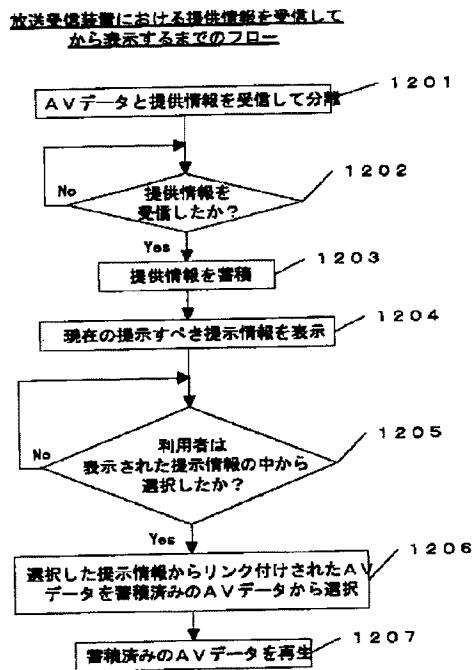 放送受信装置における提供情報を受信して
から表示するまでのフロー
1201
AVデータと提供情報を受信して分離
1202
No
提供情報を
受信したか?
Yes
1203
提供情報を蓄積
1204
現在の提示すべき提示情報を表示
1205
No
利用者は
表示された提示情報の中から
選択したか?
Yes
1206
選択した提示情報からリンク付けされたAV
データを蓄積済みのAVデータから選択
1207
蓄積済みのAVデータを再生